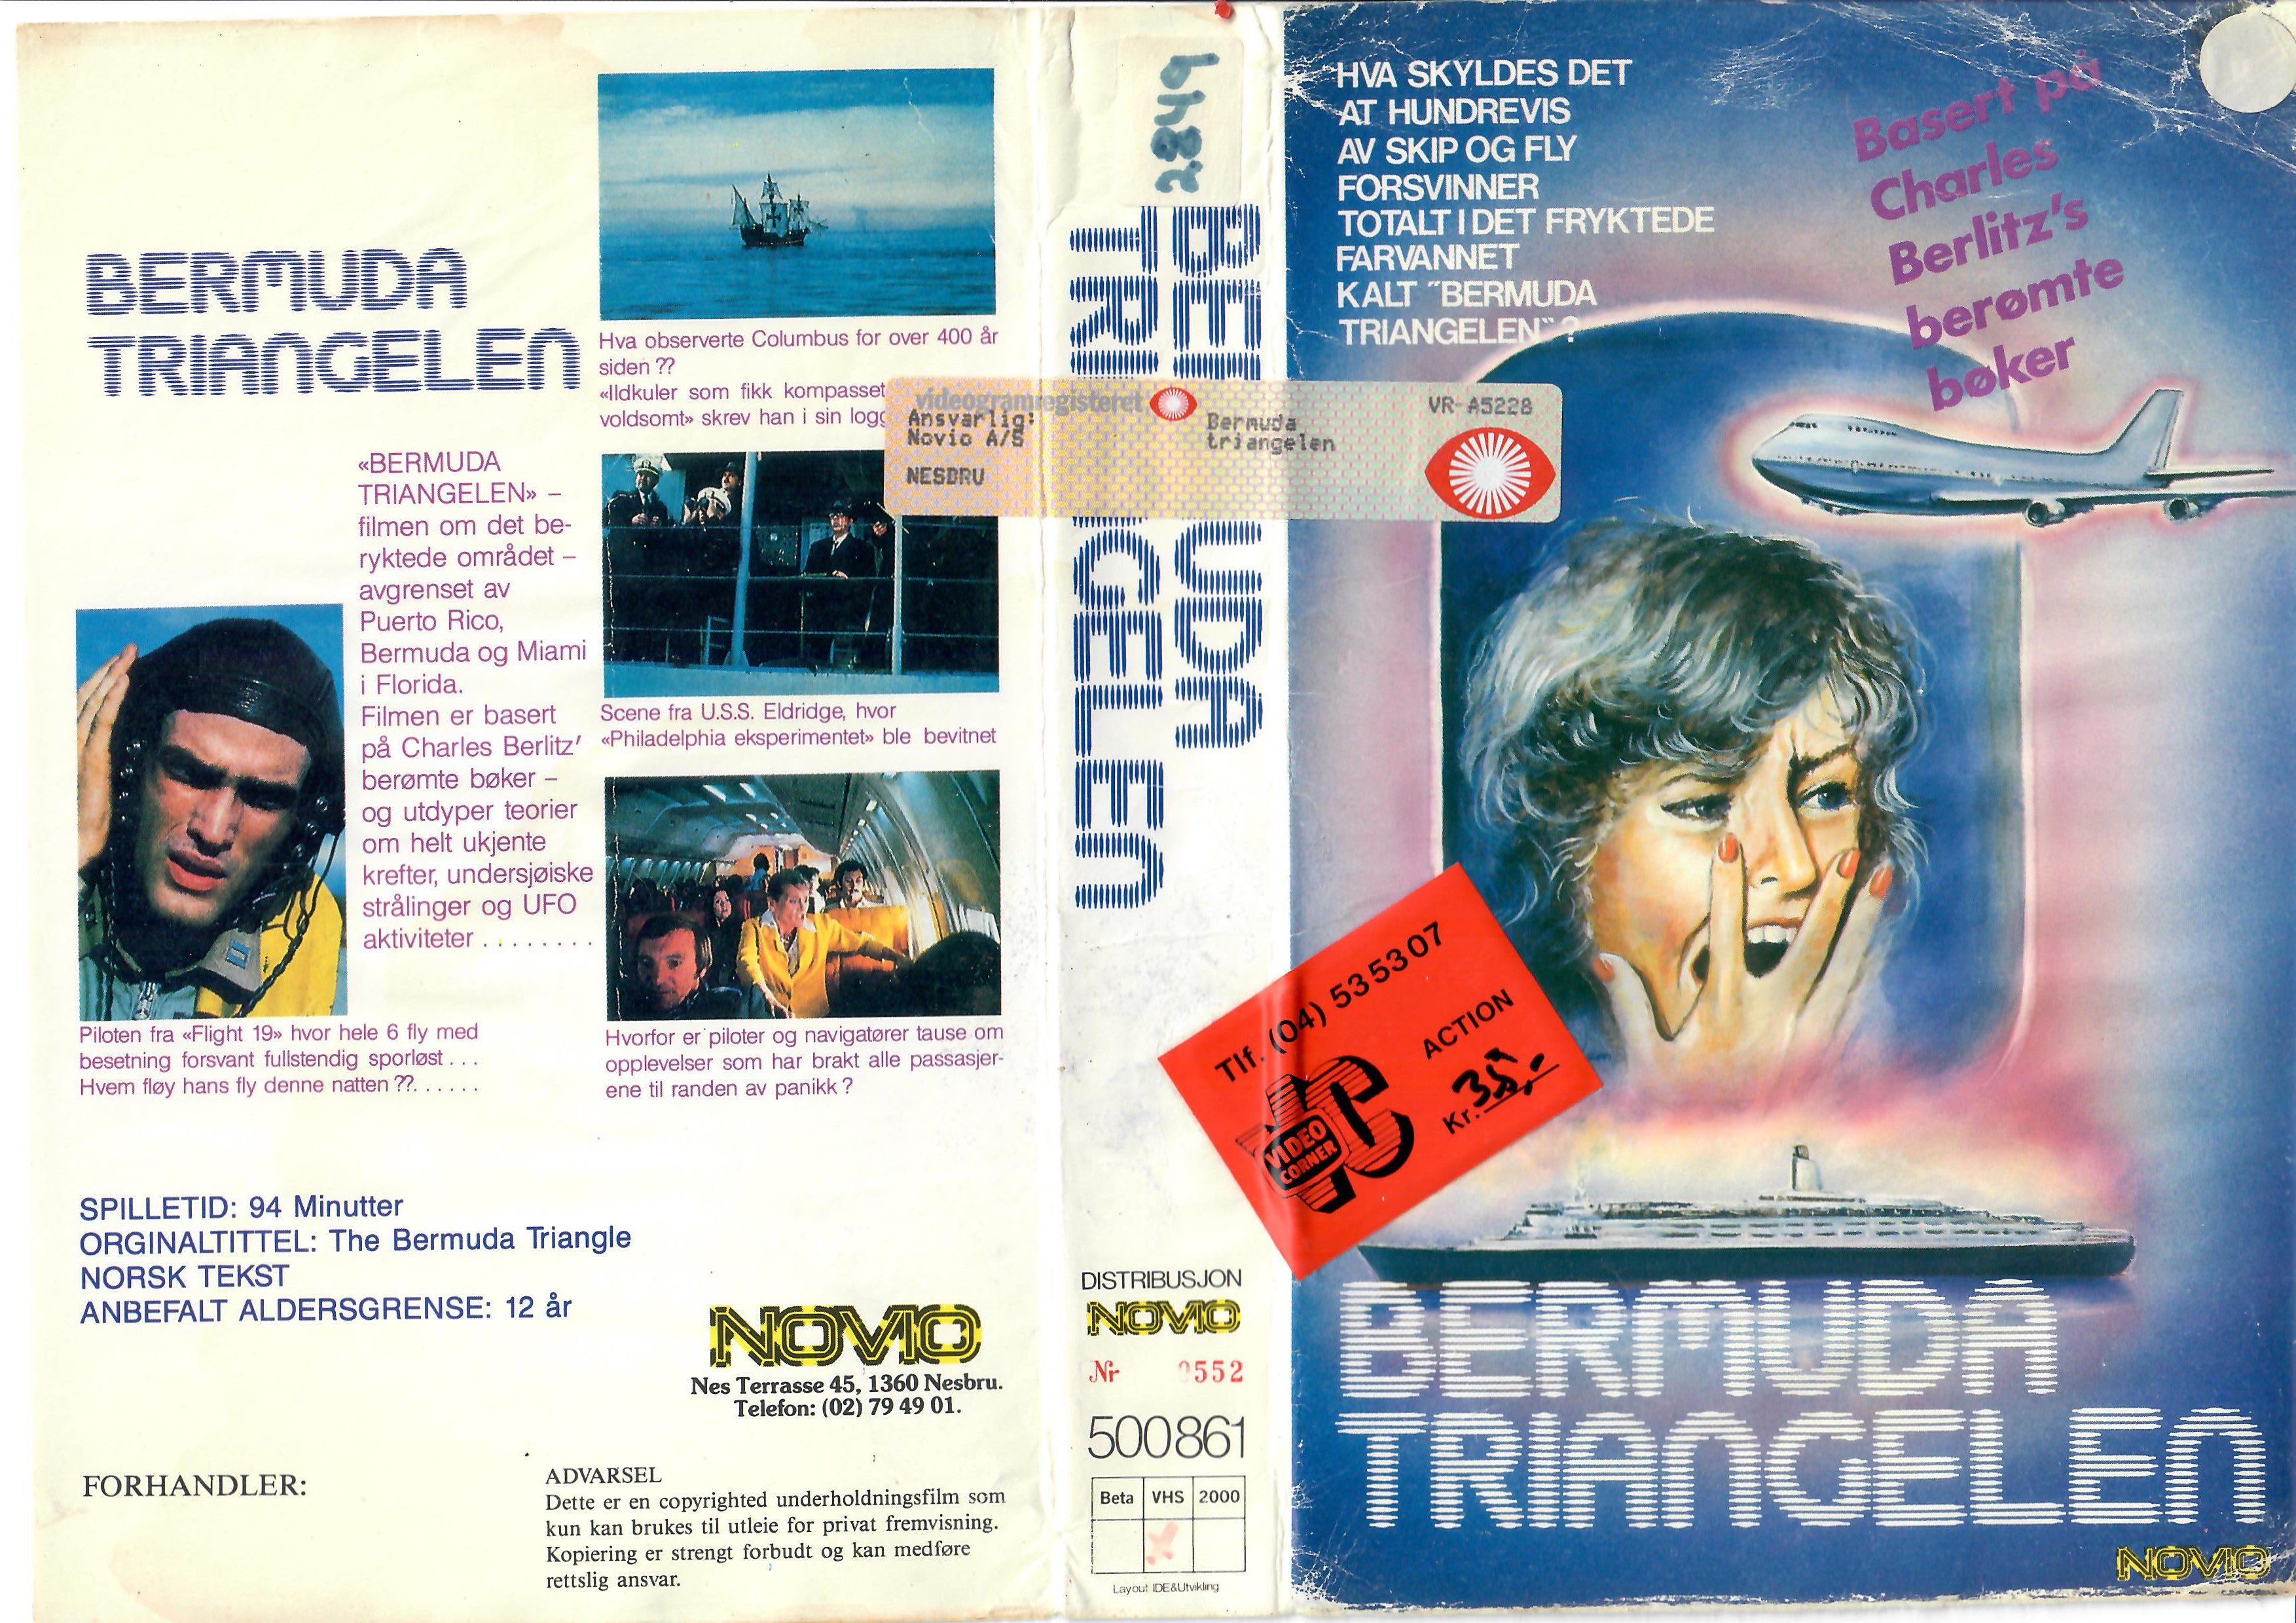 BERMUDA
TRIANGELEN
«BERMUDA
TRIANGELEN» –
filmen om det be-
ryktede området –
avgrenset av
Puerto Rico,
Bermuda og Miami
i Florida.
Filmen er basert
på Charles Berlitz'
berømte bøker –
og utdyper teorier
om helt ukjente
krefter, undersjøiske
strålinger og UFO
aktiviteter . . . . . . . .
Piloten fra «Flight 19» hvor hele 6 fly med
besetning forsvant fullstendig sporløst . . .
Hvem fløy hans fly denne natten ??. . . . . .
Hva observerte Columbus for over 400 år
siden ??
«Ildkuler som fikk kompasset
voldsomt» skrev han i sin
Scene fra U.S.S. Eldridge, hvor
«Philadelphia eksperimentet» ble bevitnet
Hvorfor er piloter og navigatører tause om
opplevelser som har brakt alle passasjer-
ene til randen av panikk ?
SPILLETID: 94 Minutter
ORGINALTITTEL: The Bermuda Triangle
NORSK TEKST
ANBEFALT ALDERSGRENSE: 12 år
NOVIO
Nes Terrasse 45, 1360 Nesbru.
Telefon: (02) 79 49 01.
FORHANDLER:
ADVARSEL
Dette er en copyrighted underholdningsfilm som
kun kan brukes til utleie for privat fremvisning.
Kopiering er strengt forbudt og kan medføre
rettslig ansvar.
2849
DISTRIBUSJON
NOVIO
Nr 552
500861
Beta VHS 2000
Layout IDE&Utvikling
videogramregisteret
Ansvarlig:
Novio A/S
NESBRU
Bermuda
triangelen
VR-A5228
HVA SKYLDES DET
AT HUNDREVIS
AV SKIP OG FLY
FORSVINNER
TOTALT I DET FRYKTEDE
FARVANNET
KALT "BERMUDA
TRIANGELEN" ?
Basert på
Charles
Berlitz's
berømte
bøker
Tlf. (04) 535307
VC
VIDEO
CORNER
ACTION
Kr.
BERMUDA
TRIANGELEN
NOVIO